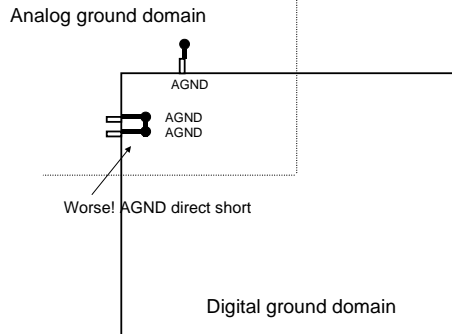 Analog ground domain
AGND
AGND
AGND
Worse! AGND direct short
Digital ground domain